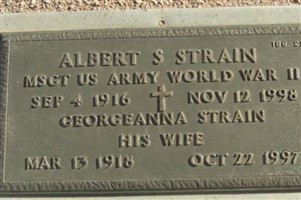 ALBERT S STRAIN
MSGT US ARMY WORLD WAR II
SEP 4 1916 NOV 12 1998
GEORGEANNA STRAIN
HIS WIFE
MAR 13 1918 OCT 22 1997